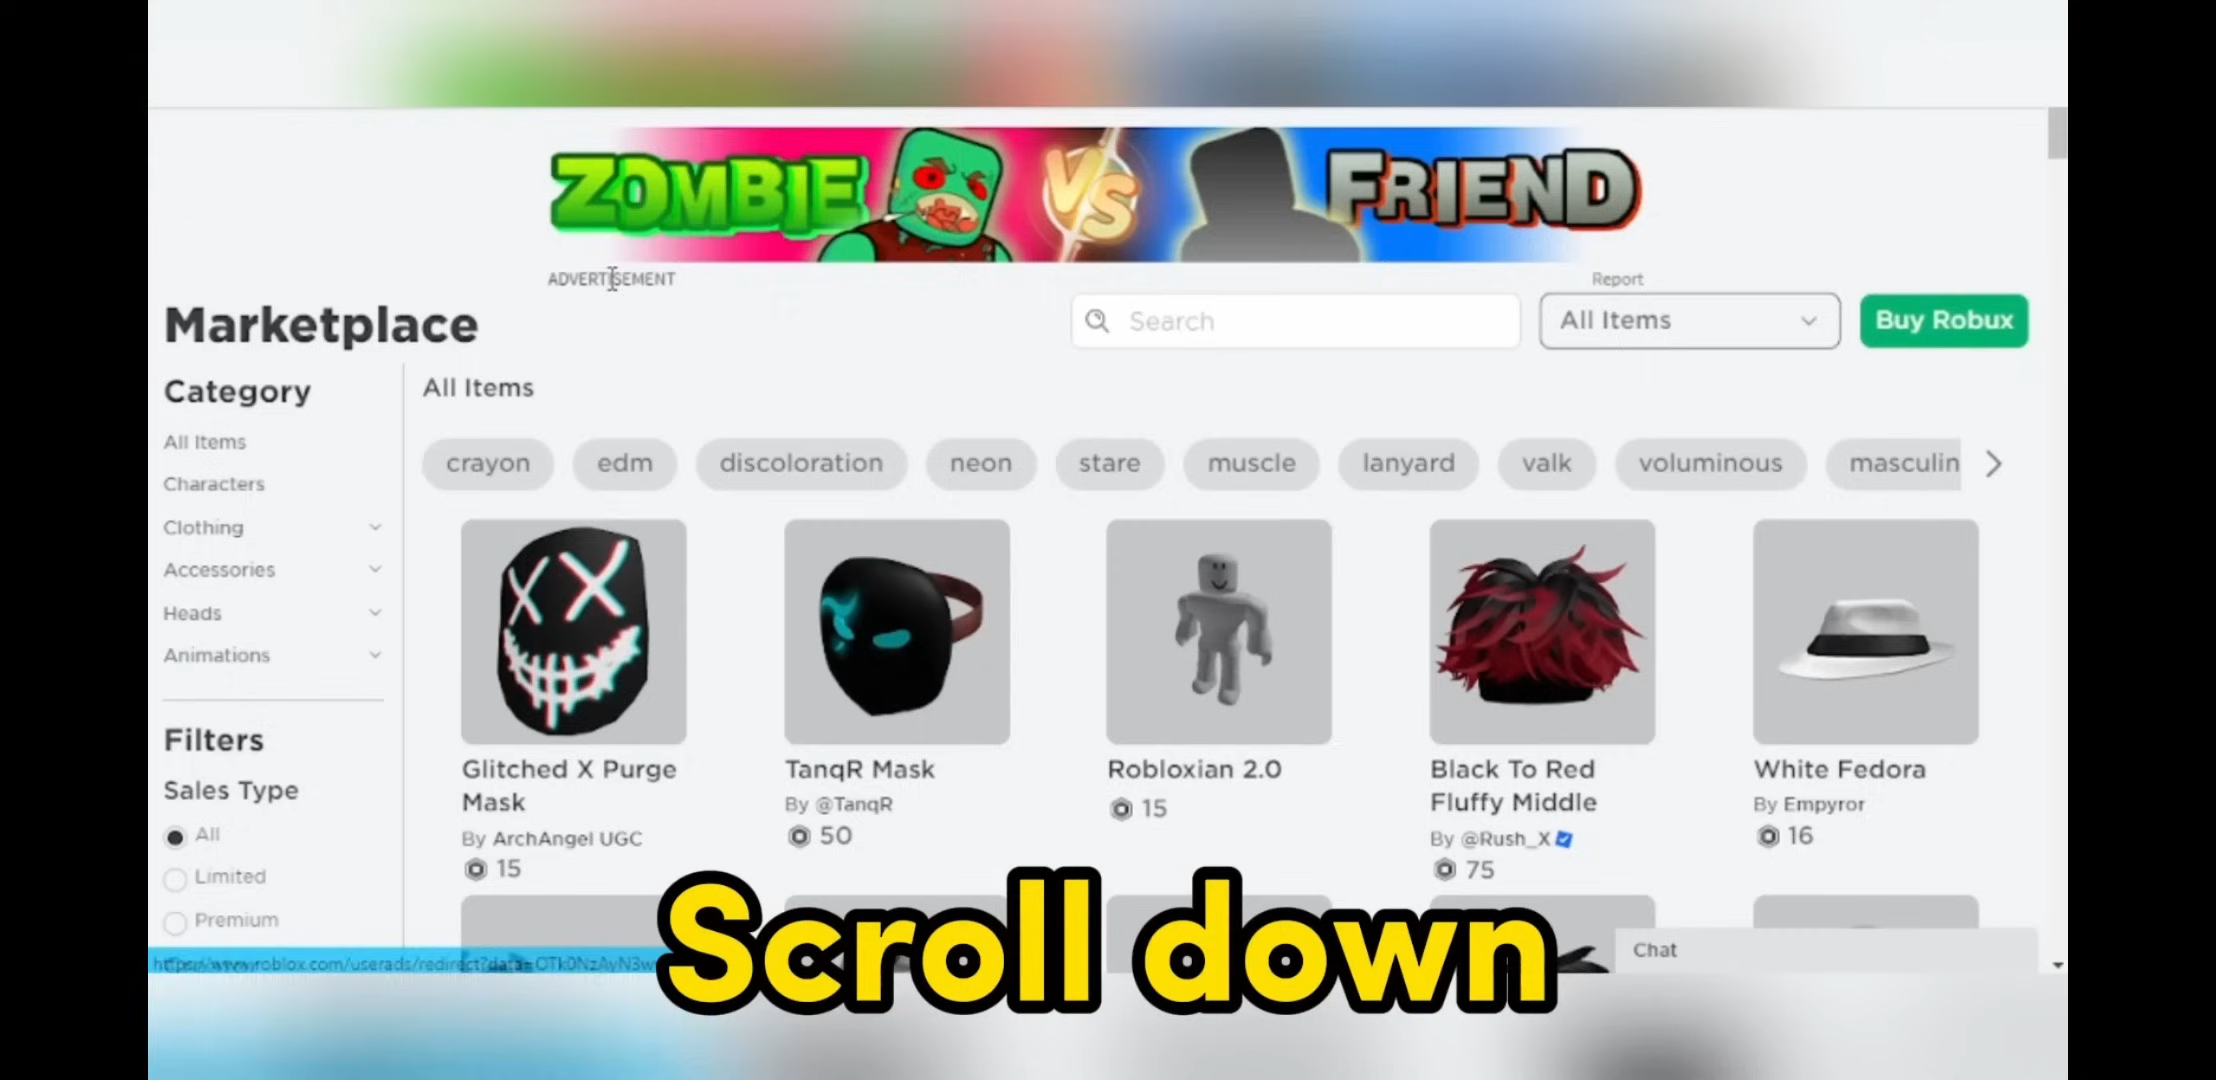 ZOMBIE VS FRIEND
ADVERTISEMENT
Report
Marketplace
Search
All Items
Buy Robux
Category
All Items
Characters
Clothing
Accessories
Heads
Animations
Filters
Sales Type
All
Limited
Premium
All Items
crayon
edm
discoloration
neon
stare
muscle
lanyard
valk
voluminous
masculin
Glitched X Purge
Mask
By ArchAngel UGC
15
TanqR Mask
By @TanqR
50
Robloxian 2.0
15
Black To Red
Fluffy Middle
By @Rush_X
75
White Fedora
By Empyror
16
Chat
Scroll down